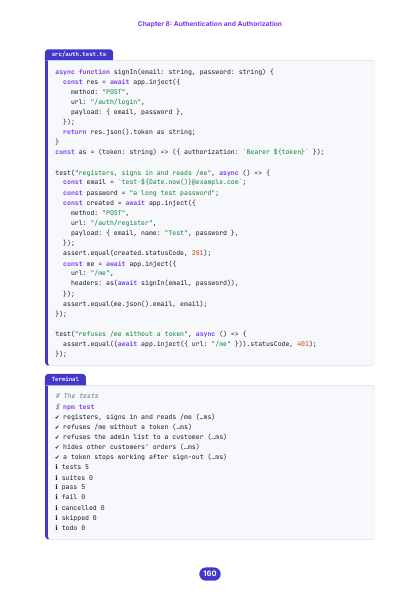 Chapter 8: Authentication and Authorization
src/auth.test.ts
async function signIn(email: string, password: string) {
  const res = await app.inject({
    method: "POST",
    url: "/auth/login",
    payload: { email, password },
  });
  return res.json().token as string;
}
const as = (token: string) => ({ authorization: `Bearer ${token}` });

test("registers, signs in and reads /me", async () => {
  const email = `test-${Date.now()}@example.com`;
  const password = "a long test password";
  const created = await app.inject({
    method: "POST",
    url: "/auth/register",
    payload: { email, name: "Test", password },
  });
  assert.equal(created.statusCode, 201);
  const me = await app.inject({
    url: "/me",
    headers: as(await signIn(email, password)),
  });
  assert.equal(me.json().email, email);
});

test("refuses /me without a token", async () => {
  assert.equal((await app.inject({ url: "/me" })).statusCode, 401);
});
Terminal
# The tests
$ npm test
✔ registers, signs in and reads /me (…ms)
✔ refuses /me without a token (…ms)
✔ refuses the admin list to a customer (…ms)
✔ hides other customers' orders (…ms)
✔ a token stops working after sign-out (…ms)
ℹ tests 5
ℹ suites 0
ℹ pass 5
ℹ fail 0
ℹ cancelled 0
ℹ skipped 0
ℹ todo 0
160